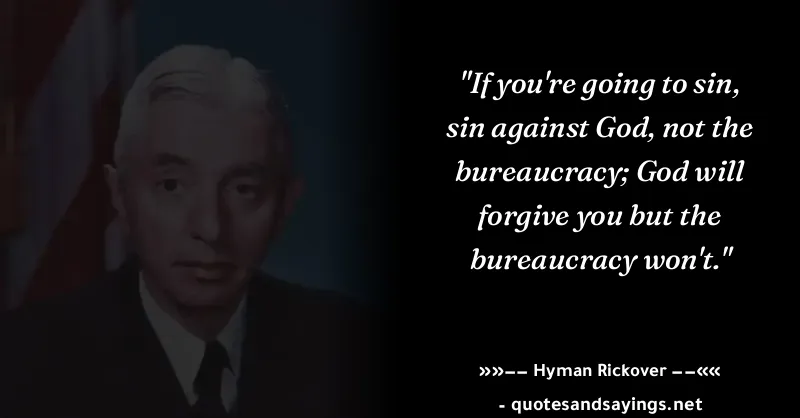 "If you're going to sin,
sin against God, not the
bureaucracy; God will
forgive you but the
bureaucracy won't."
»»–– Hyman Rickover ––««
- quotesandsayings.net